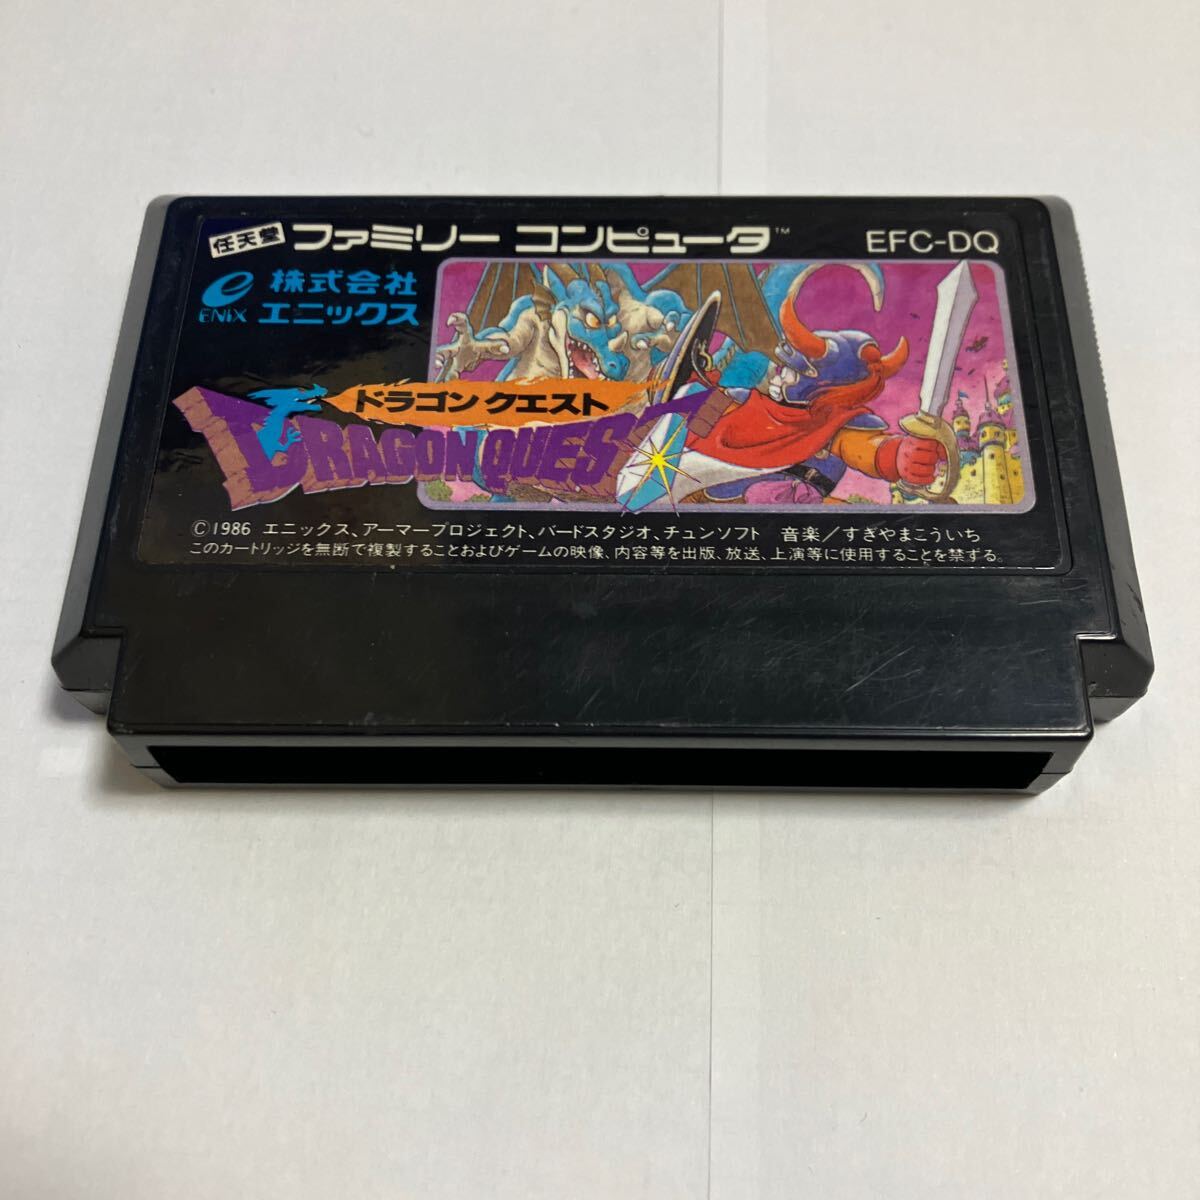 任天堂 ファミリー コンピュータ™ EFC-DQ
e 株式会社
ENIX エニックス
ドラゴンクエスト
DRAGON QUEST
©1986 エニックス、アーマープロジェクト、バードスタジオ、チュンソフト 音楽/すぎやまこういち
このカートリッジを無断で複製することおよびゲームの映像、内容等を出版、放送、上演等に使用することを禁ずる。